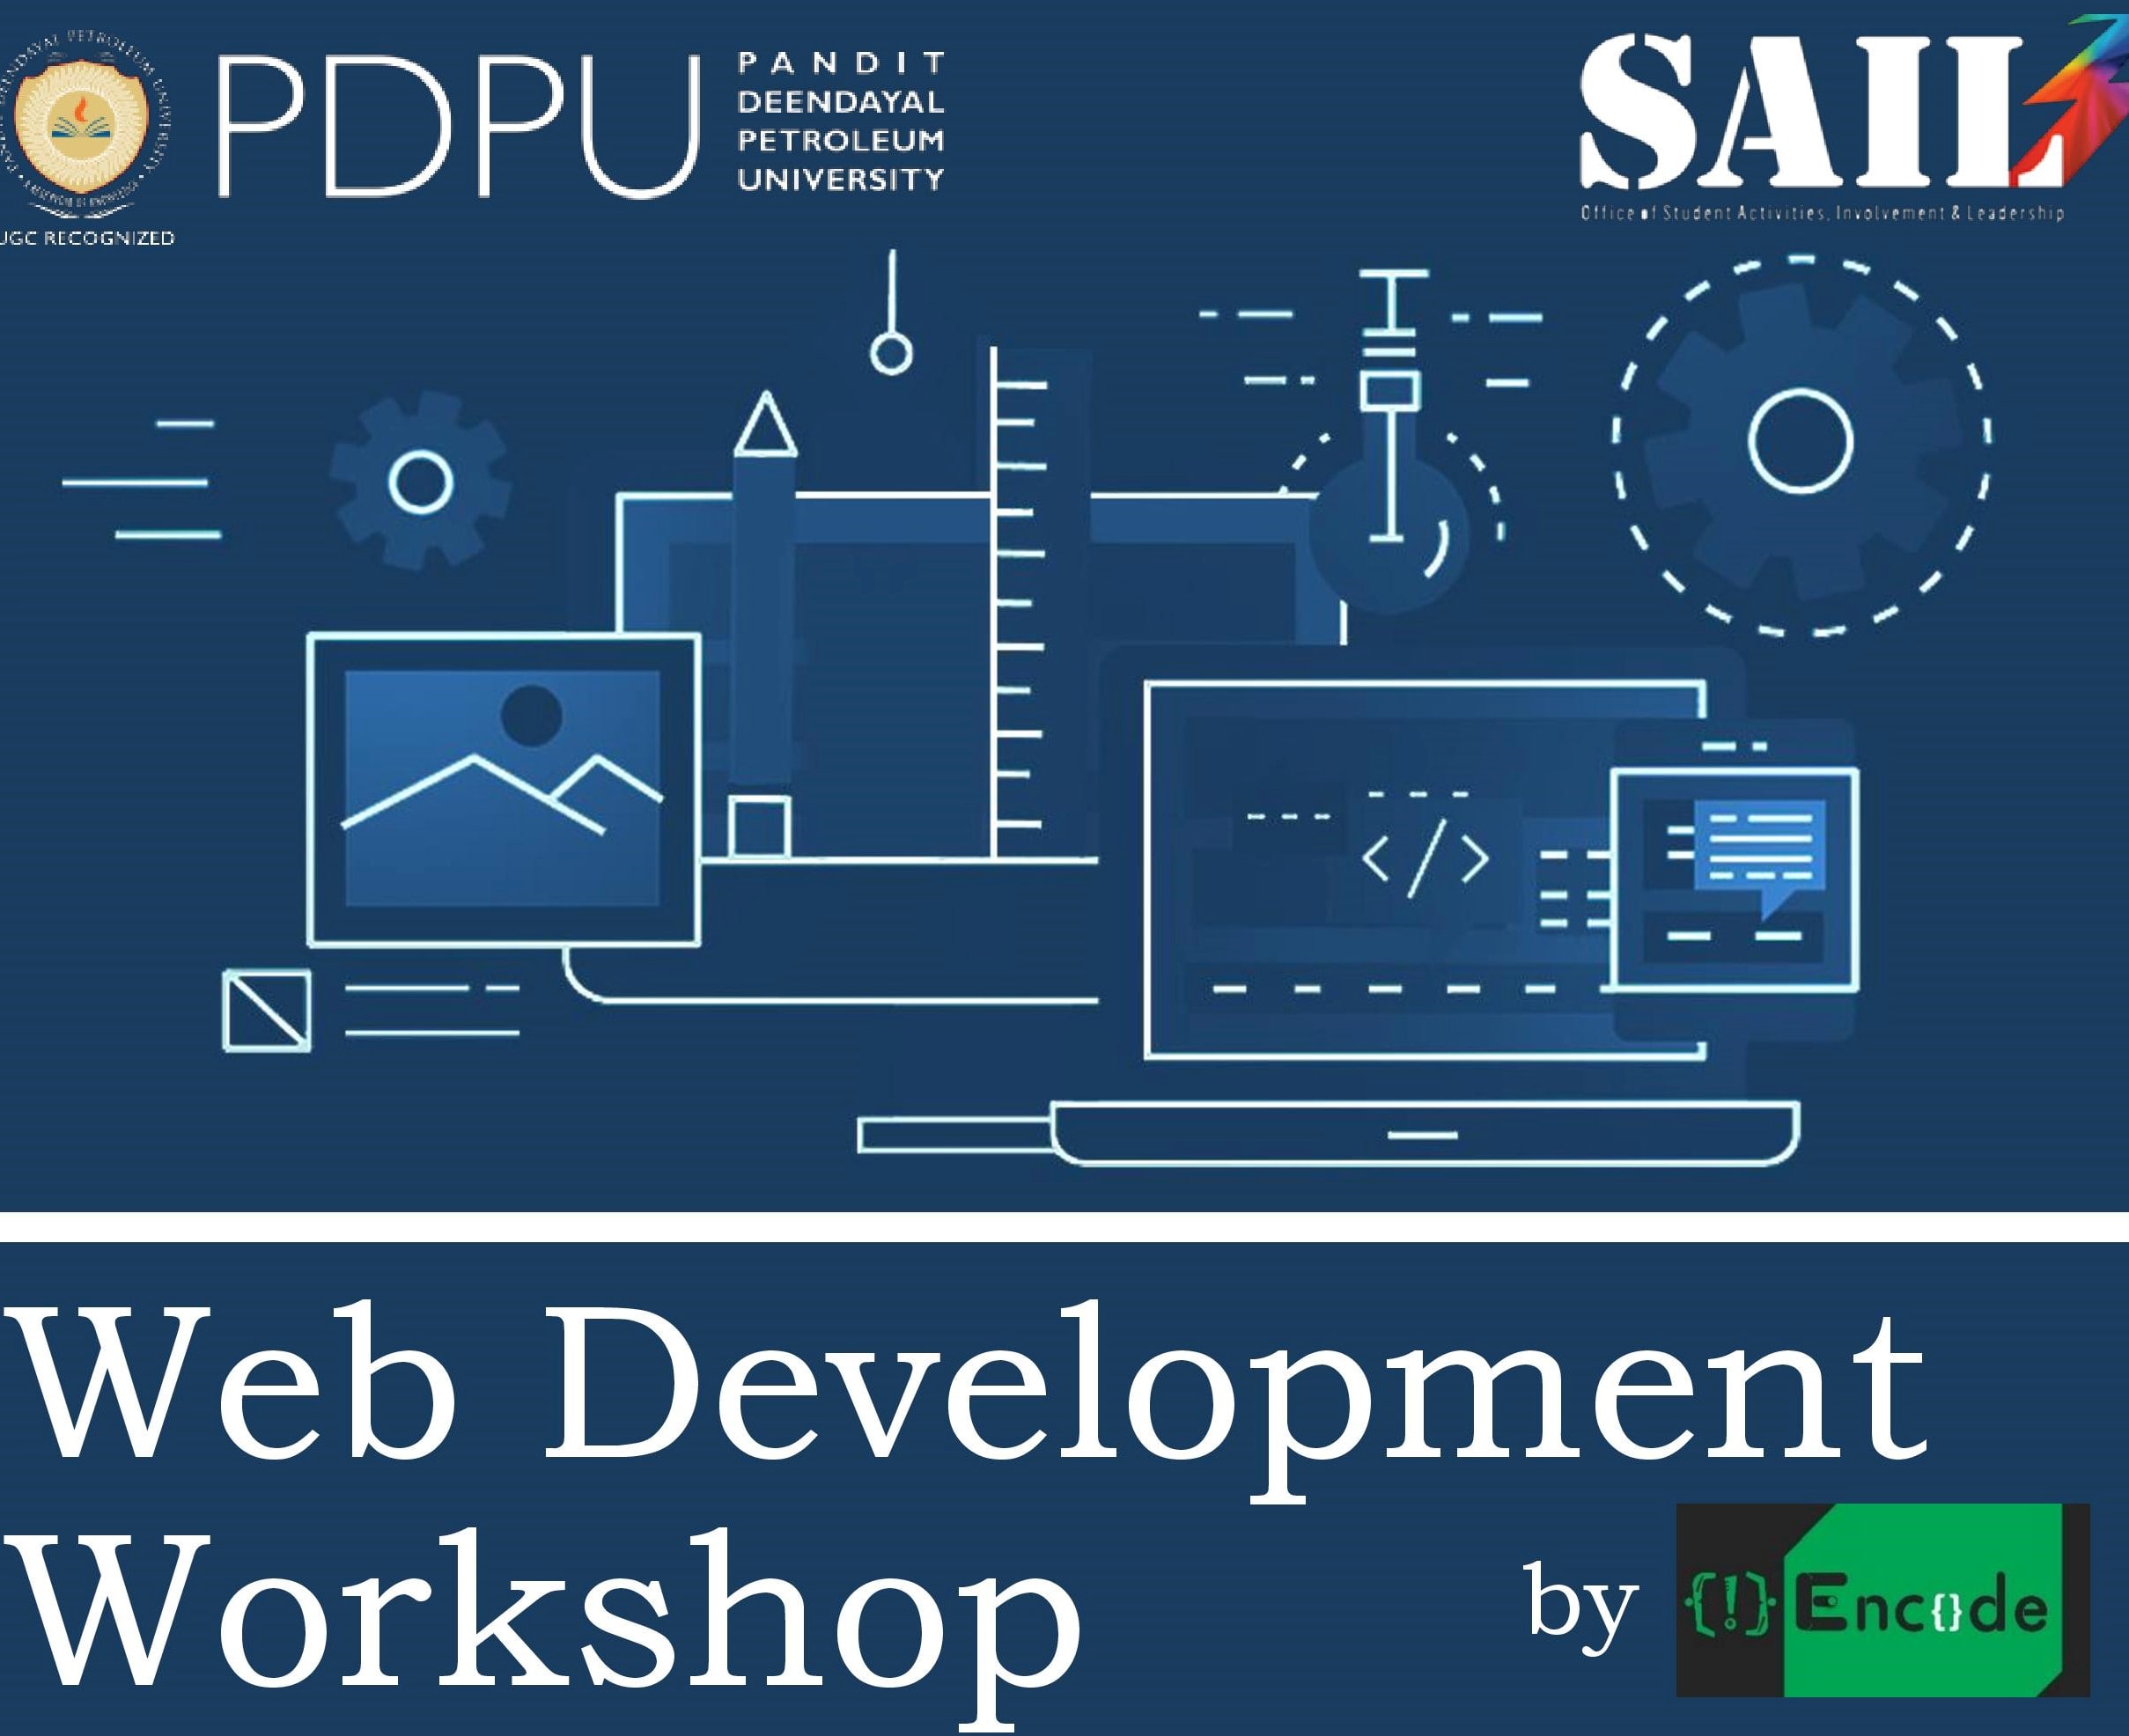 PDPU
PANDIT
DEENDAYAL
PETROLEUM
UNIVERSITY
UGC RECOGNIZED
SAIL
Office of Student Activities, Involvement & Leadership
</>
Web Development
Workshop
by
{!} Enc{}de